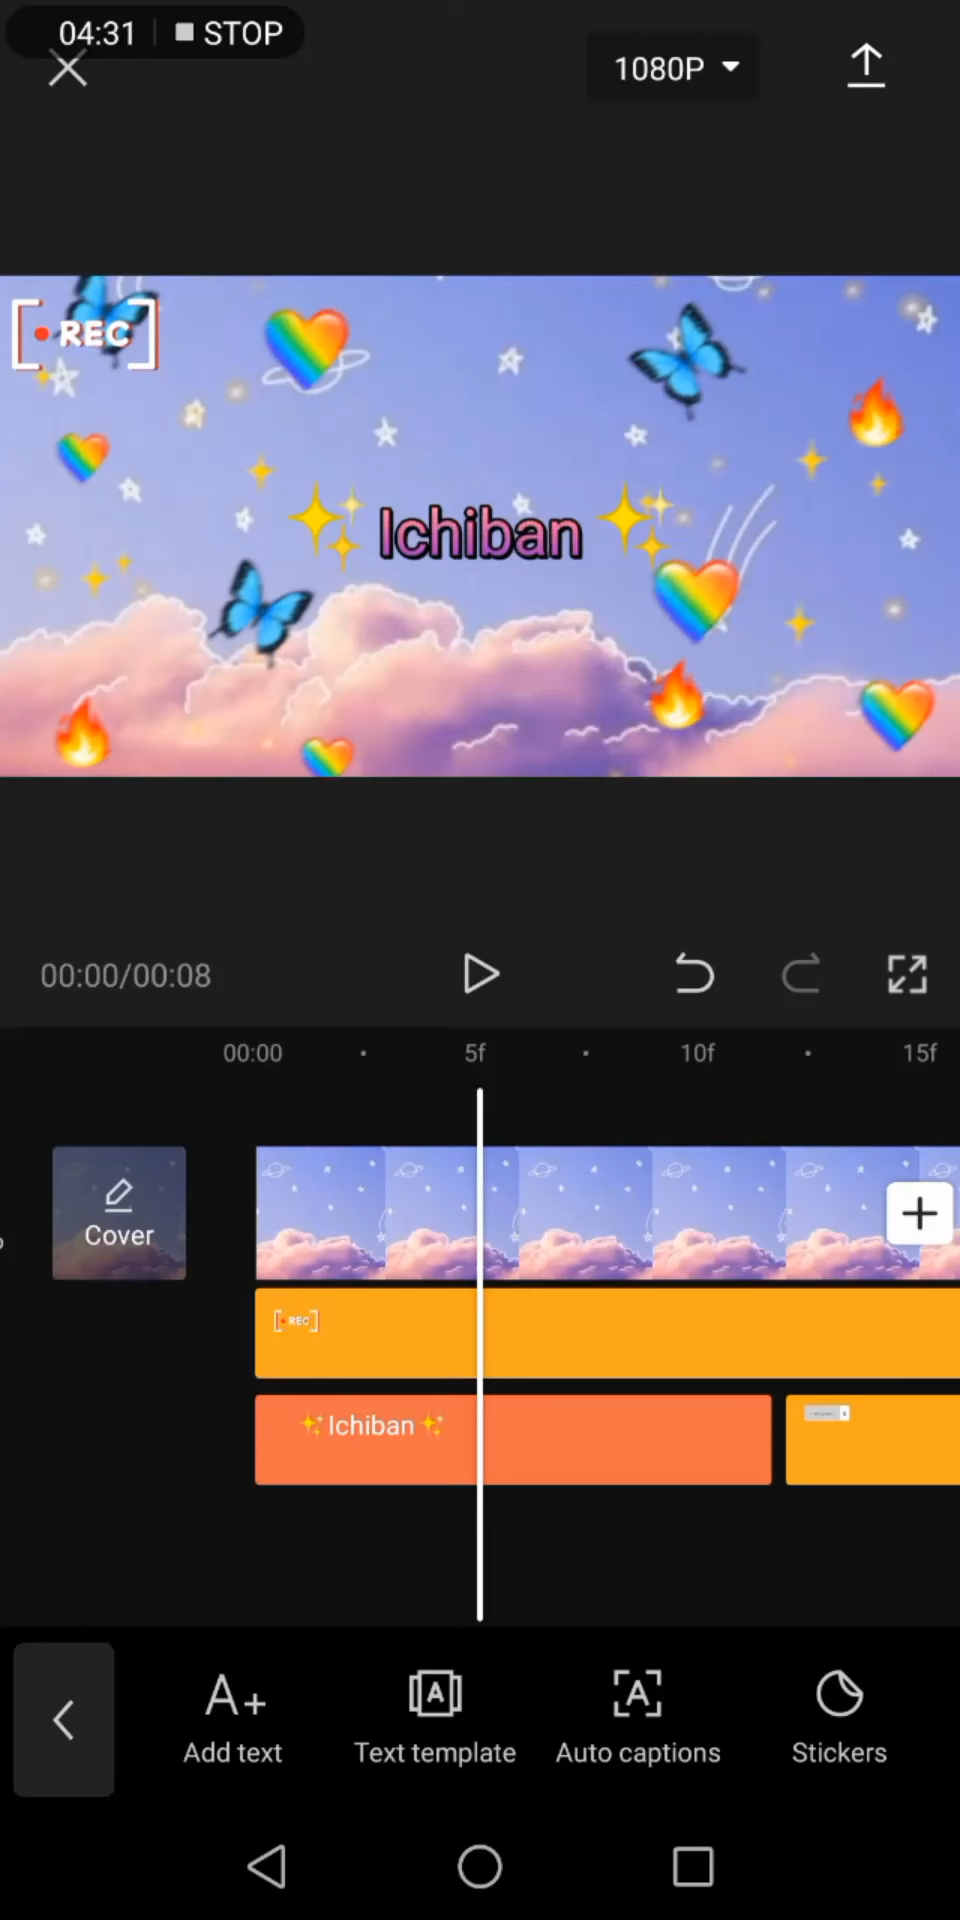 04:31 STOP
1080P
REC
✨Ichiban✨
00:00/00:08
00:00 5f 10f 15f
Cover
REC
✨Ichiban✨
Add text Text template Auto captions Stickers